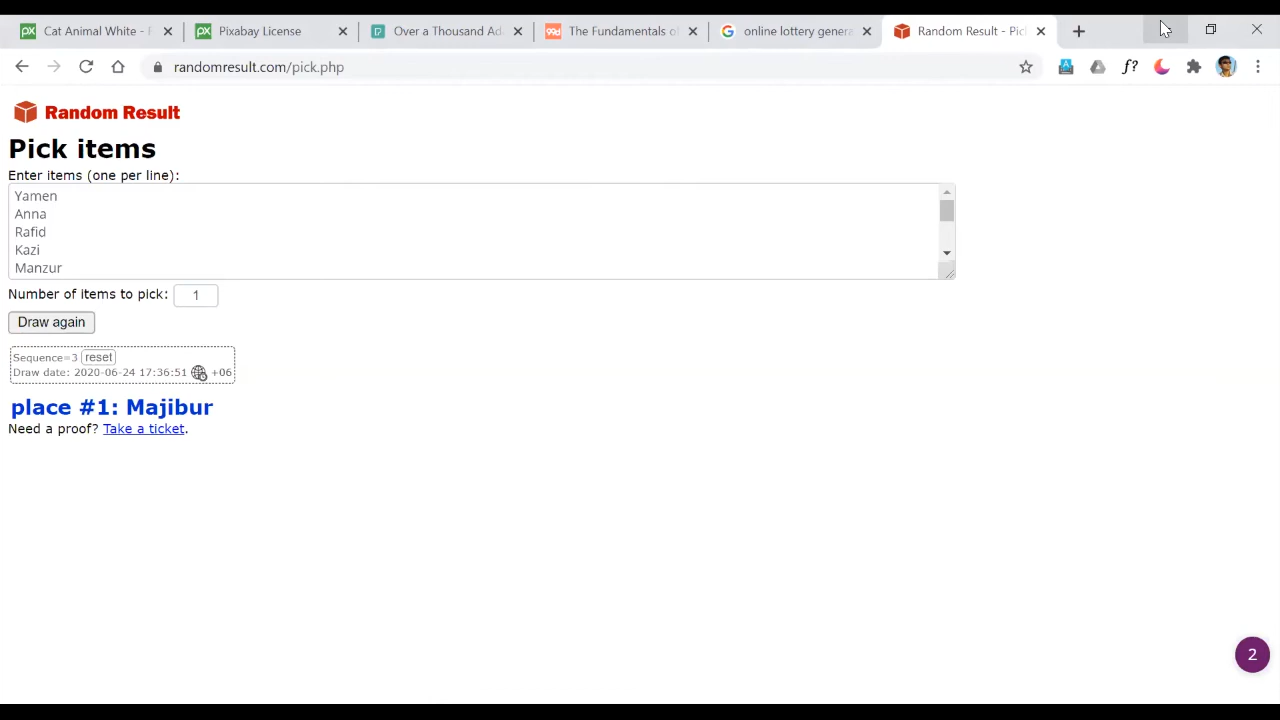 Cat Animal White - F
Pixabay License
Over a Thousand Ad
The Fundamentals of
online lottery genera
Random Result - Pic
randomresult.com/pick.php
f?
Random Result
Pick items
Enter items (one per line):
Yamen
Anna
Rafid
Kazi
Manzur
Number of items to pick: 1
Draw again
Sequence=3 reset
Draw date: 2020-06-24 17:36:51 +06
place #1: Majibur
Need a proof? Take a ticket.
2